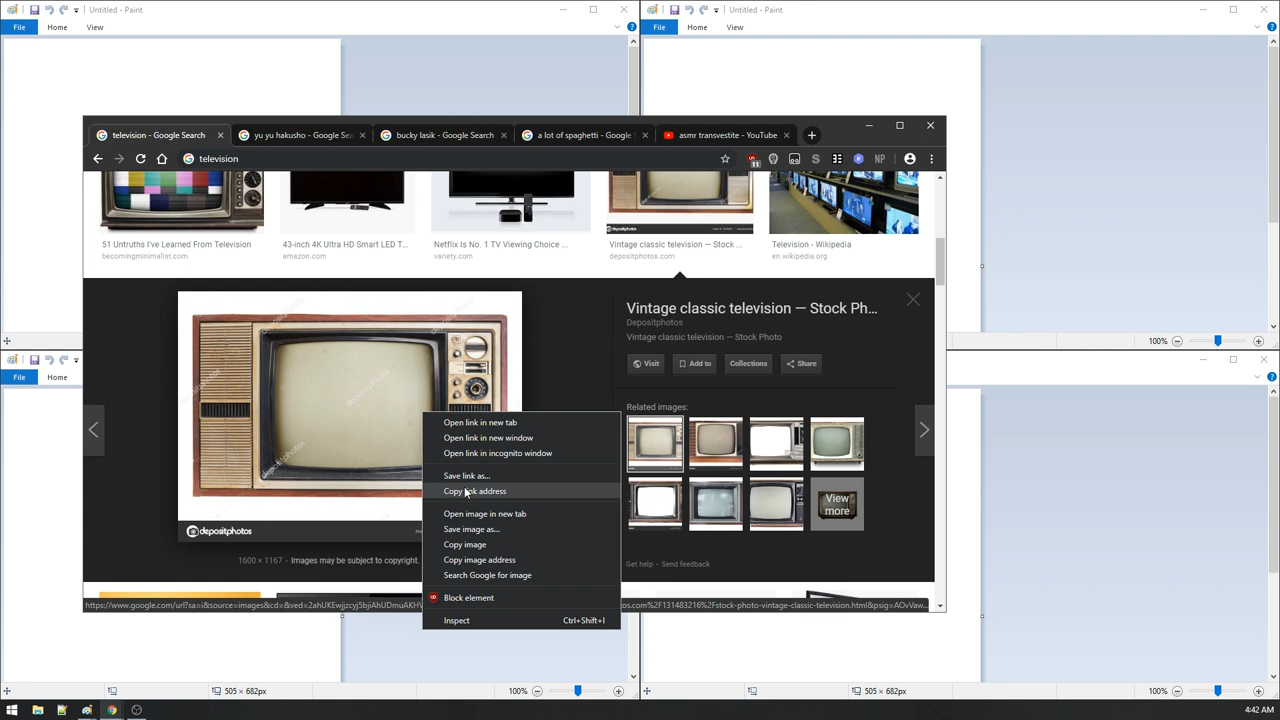 Untitled - Paint
Untitled - Paint
File Home View
File Home View
television - Google Search
yu yu hakusho - Google Sea
bucky lasik - Google Search
a lot of spaghetti - Google
asmr transvestite - YouTube
television
11
NP
51 Untruths I've Learned From Television
becomingminimalist.com
43-inch 4K Ultra HD Smart LED T...
amazon.com
Netflix Is No. 1 TV Viewing Choice ...
variety.com
Vintage classic television — Stock ...
depositphotos.com
Television - Wikipedia
en.wikipedia.org
Vintage classic television — Stock Ph...
Depositphotos
Vintage classic television — Stock Photo
Visit
Add to
Collections
Share
Related images:
View
more
Get help - Send feedback
depositphotos
1600 × 1167 - Images may be subject to copyright.
Open link in new tab
Open link in new window
Open link in incognito window
Save link as...
Copy link address
Open image in new tab
Save image as...
Copy image
Copy image address
Search Google for image
Block element
Inspect Ctrl+Shift+I
100%
File Home
505 × 682px
100%
505 × 682px
100%
4:42 AM